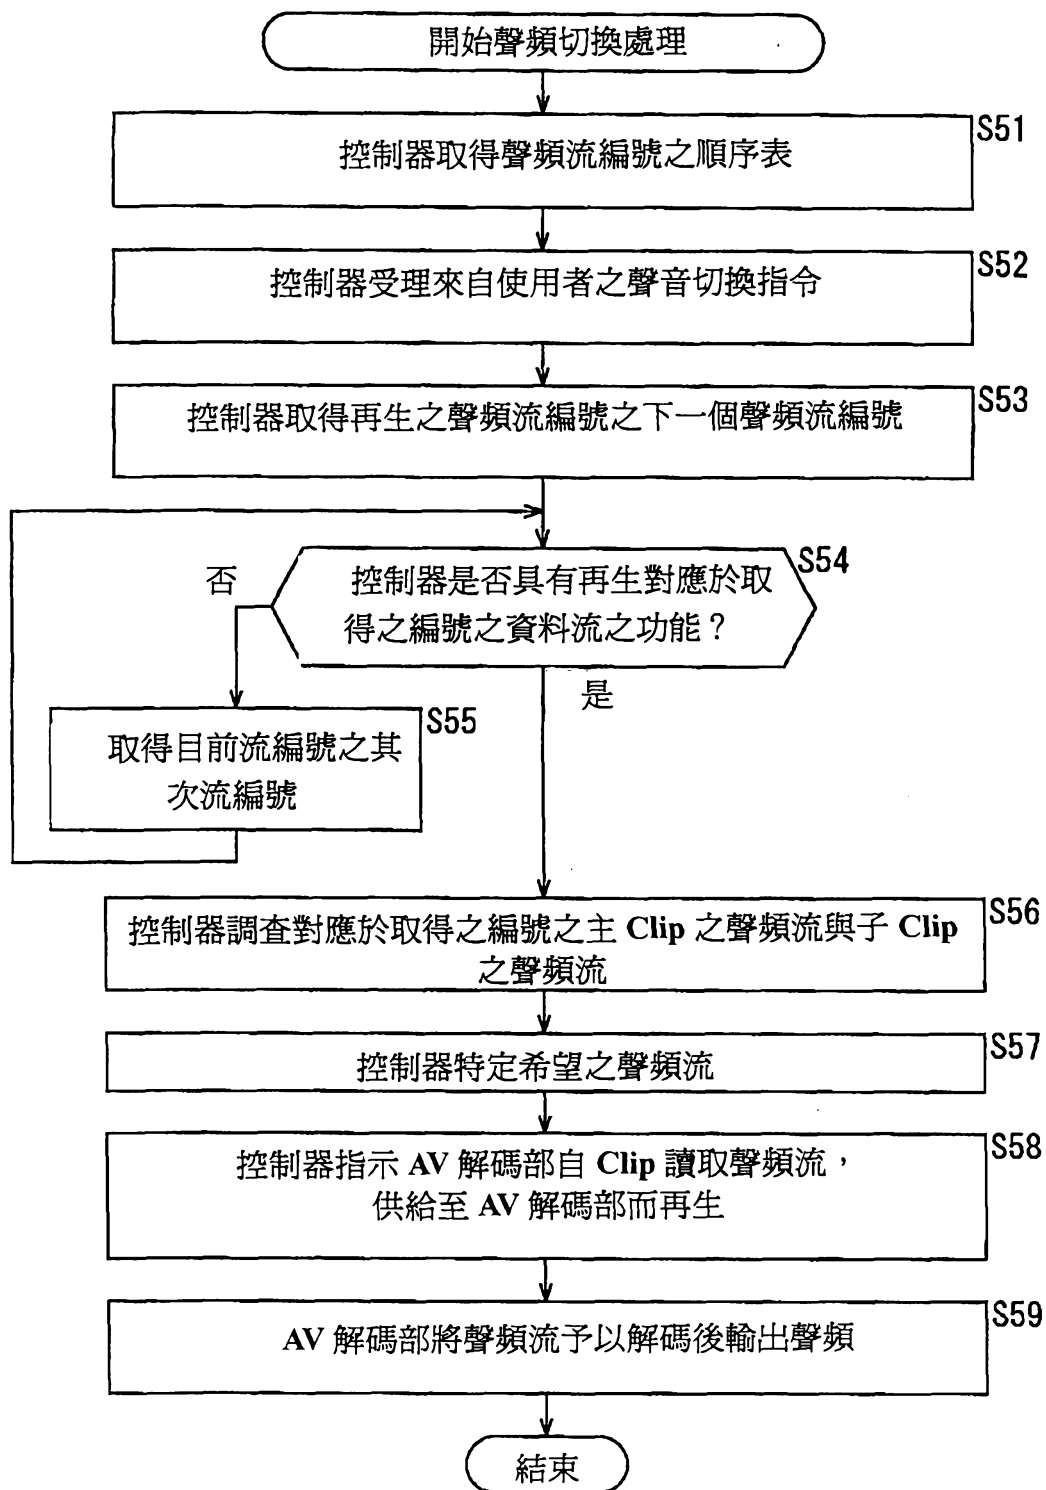 開始聲頻切換處理
S51
控制器取得聲頻流編號之順序表
S52
控制器受理來自使用者之聲音切換指令
S53
控制器取得再生之聲頻流編號之下一個聲頻流編號
S54
否
控制器是否具有再生對應於取
得之編號之資料流之功能？
是
S55
取得目前流編號之其
次流編號
S56
控制器調查對應於取得之編號之主 Clip 之聲頻流與子 Clip
之聲頻流
S57
控制器特定希望之聲頻流
S58
控制器指示 AV 解碼部自 Clip 讀取聲頻流，
供給至 AV 解碼部而再生
S59
AV 解碼部將聲頻流予以解碼後輸出聲頻
結束